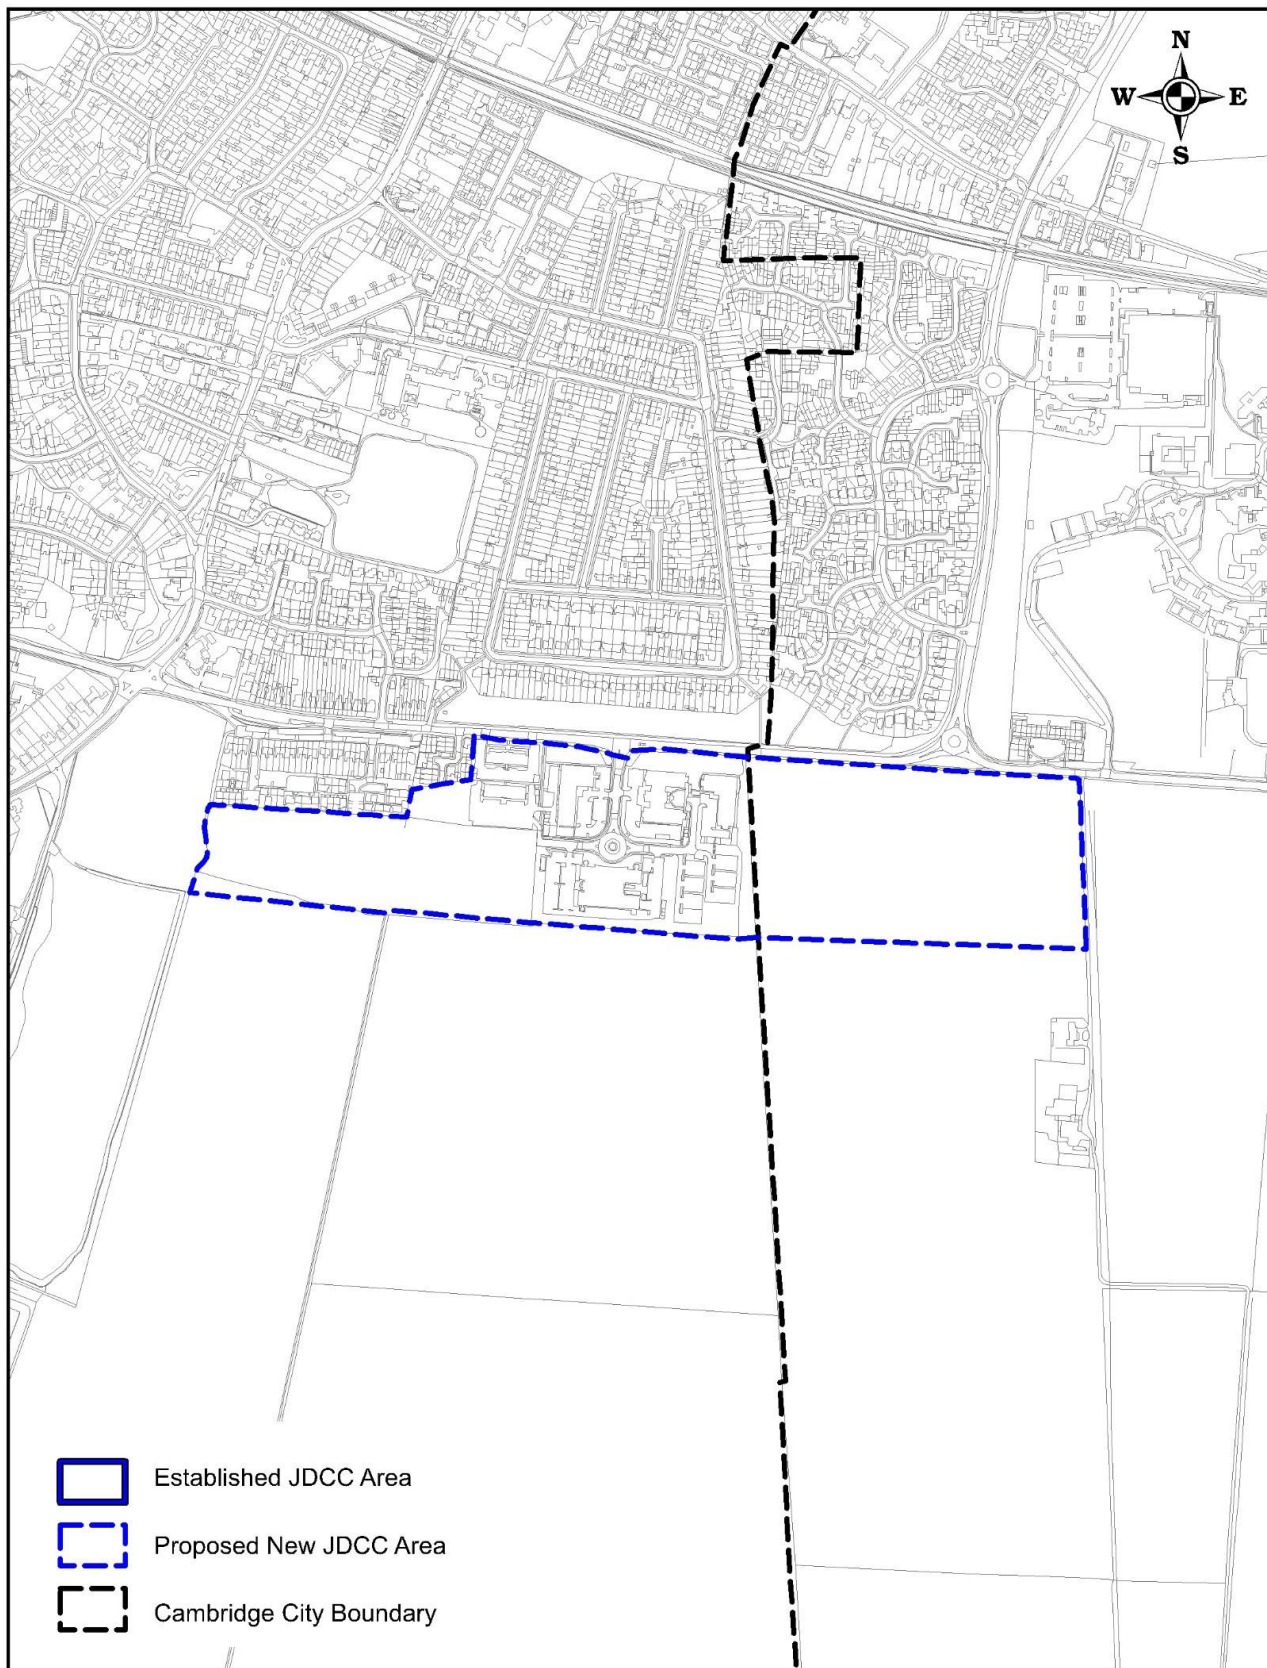 N
W E
S
Established JDCC Area
Proposed New JDCC Area
Cambridge City Boundary